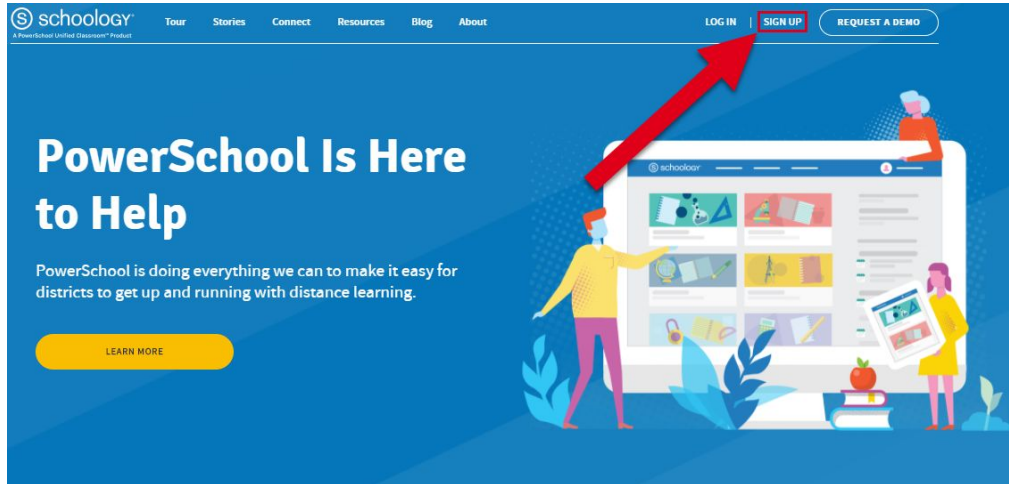 schoology
A PowerSchool Unified Classroom™ Product
Tour Stories Connect Resources Blog About
LOG IN | SIGN UP REQUEST A DEMO
PowerSchool Is Here
to Help
PowerSchool is doing everything we can to make it easy for
districts to get up and running with distance learning.
LEARN MORE
schoology